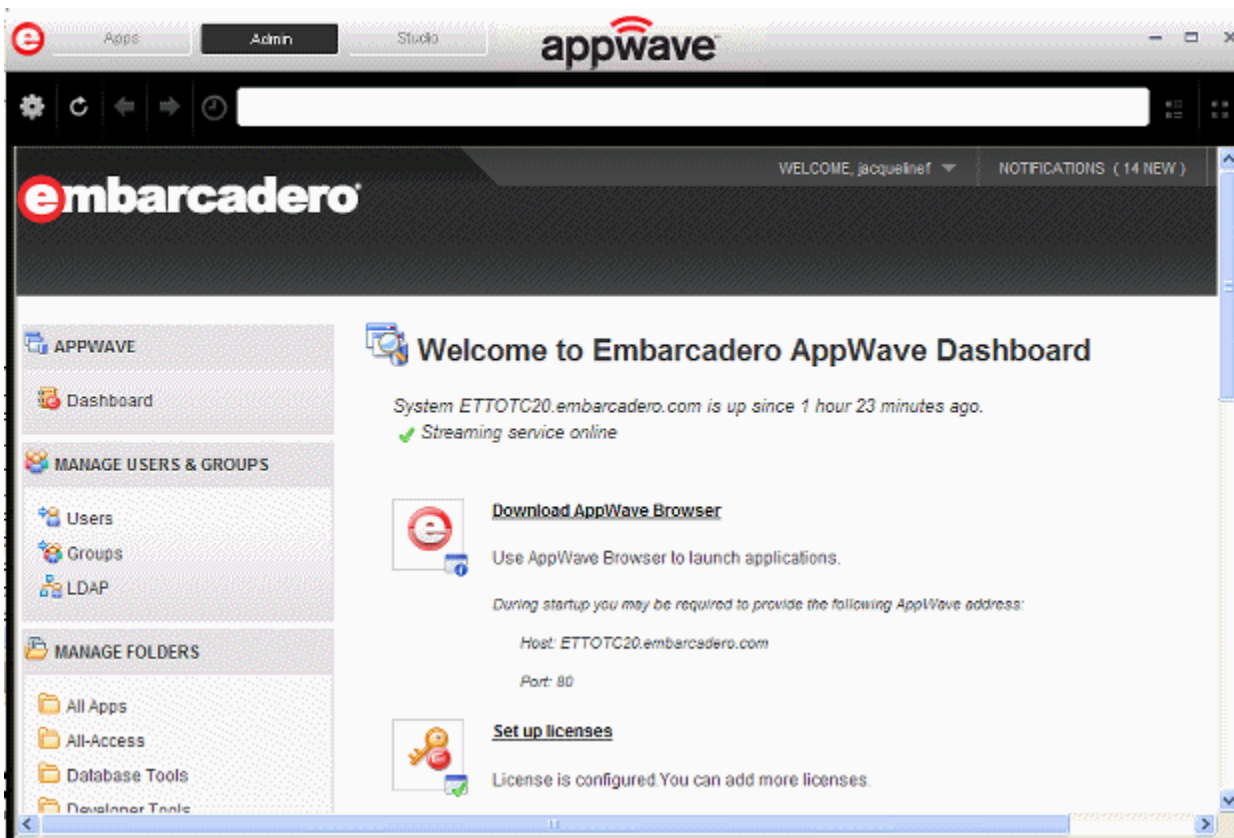 Apps
Admin
Studio
appwave
WELCOME, jacquelinef
NOTIFICATIONS ( 14 NEW )
embarcadero
APPWAVE
Dashboard
MANAGE USERS & GROUPS
Users
Groups
LDAP
MANAGE FOLDERS
All Apps
All-Access
Database Tools
Developer Tools
Welcome to Embarcadero AppWave Dashboard
System ETTOTC20.embarcadero.com is up since 1 hour 23 minutes ago.
Streaming service online
Download AppWave Browser
Use AppWave Browser to launch applications.
During startup you may be required to provide the following AppWave address:
Host: ETTOTC20.embarcadero.com
Port: 80
Set up licenses
License is configured.You can add more licenses.